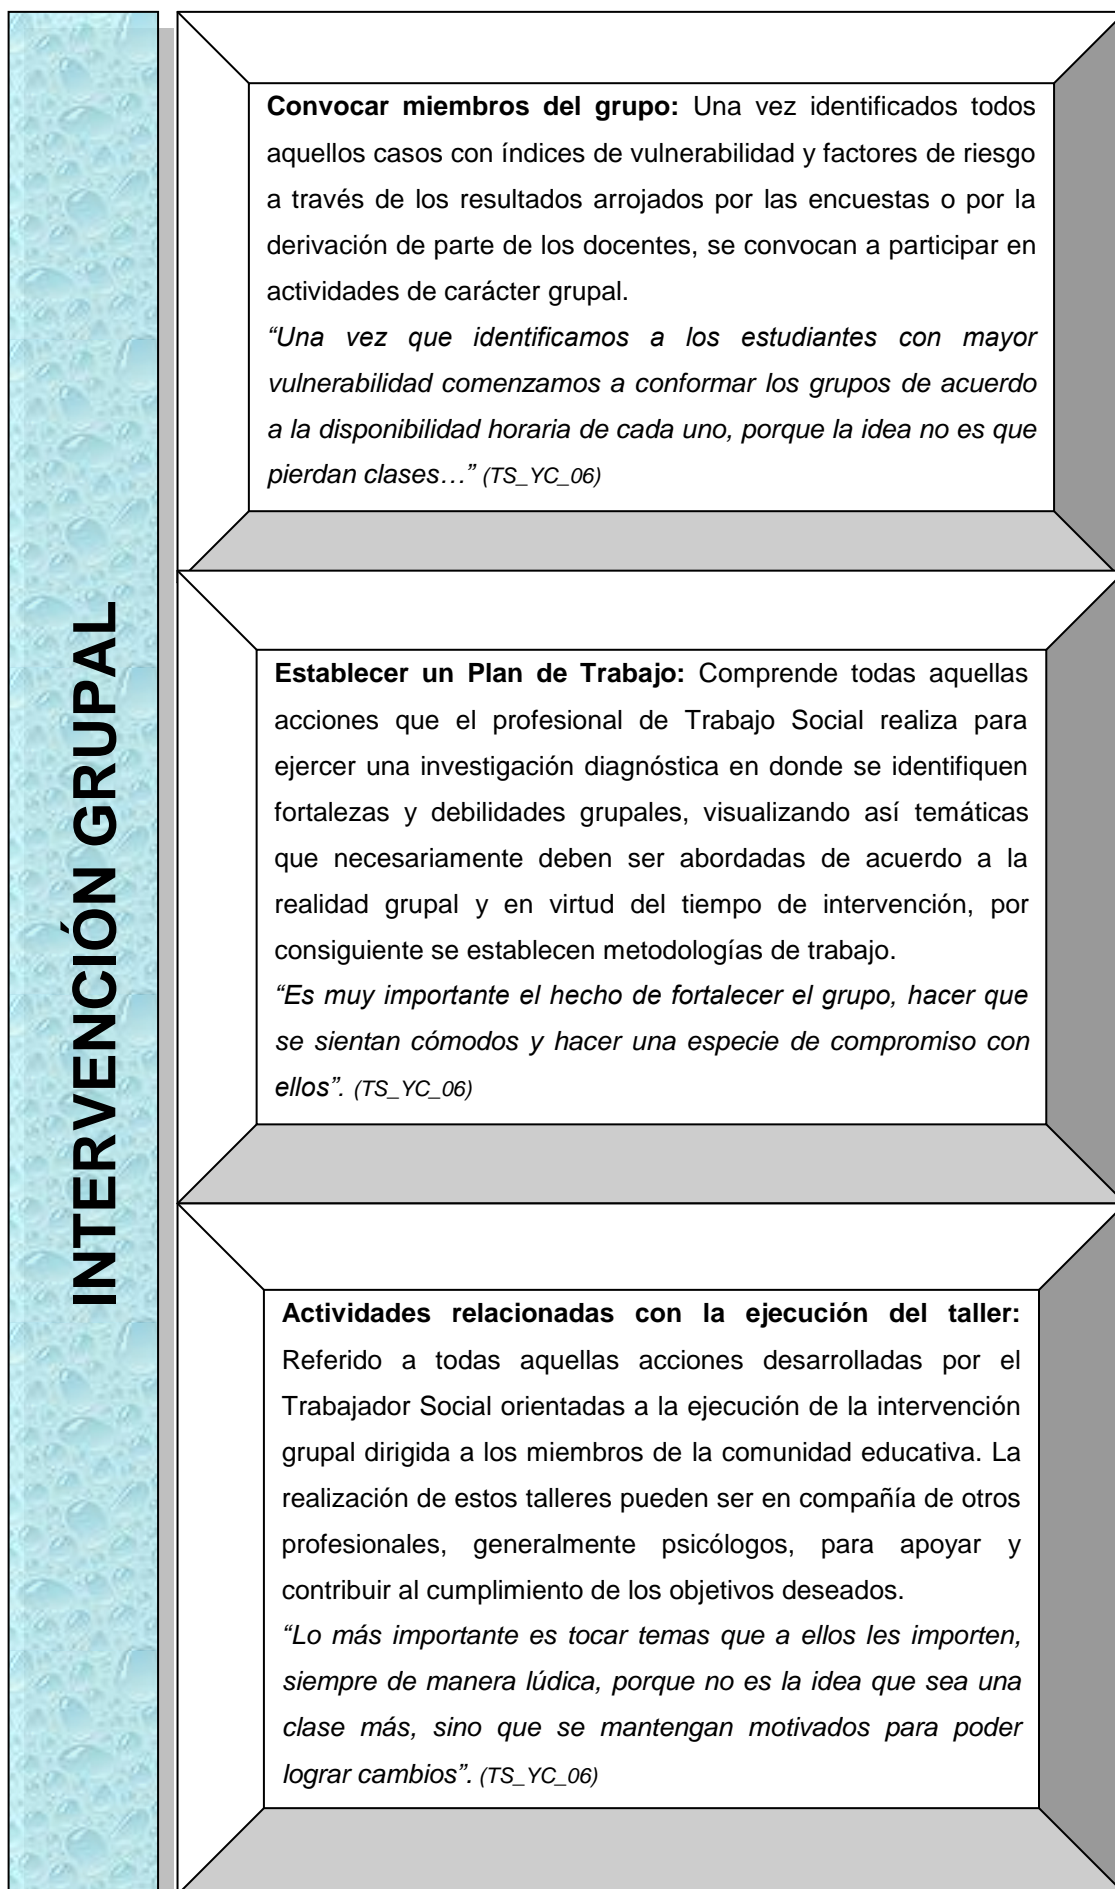 INTERVENCIÓN GRUPAL
Convocar miembros del grupo: Una vez identificados todos
aquellos casos con índices de vulnerabilidad y factores de riesgo
a través de los resultados arrojados por las encuestas o por la
derivación de parte de los docentes, se convocan a participar en
actividades de carácter grupal.
“Una vez que identificamos a los estudiantes con mayor
vulnerabilidad comenzamos a conformar los grupos de acuerdo
a la disponibilidad horaria de cada uno, porque la idea no es que
pierdan clases…” (TS_YC_06)
Establecer un Plan de Trabajo: Comprende todas aquellas
acciones que el profesional de Trabajo Social realiza para
ejercer una investigación diagnóstica en donde se identifiquen
fortalezas y debilidades grupales, visualizando así temáticas
que necesariamente deben ser abordadas de acuerdo a la
realidad grupal y en virtud del tiempo de intervención, por
consiguiente se establecen metodologías de trabajo.
“Es muy importante el hecho de fortalecer el grupo, hacer que
se sientan cómodos y hacer una especie de compromiso con
ellos”. (TS_YC_06)
Actividades relacionadas con la ejecución del taller:
Referido a todas aquellas acciones desarrolladas por el
Trabajador Social orientadas a la ejecución de la intervención
grupal dirigida a los miembros de la comunidad educativa. La
realización de estos talleres pueden ser en compañía de otros
profesionales, generalmente psicólogos, para apoyar y
contribuir al cumplimiento de los objetivos deseados.
“Lo más importante es tocar temas que a ellos les importen,
siempre de manera lúdica, porque no es la idea que sea una
clase más, sino que se mantengan motivados para poder
lograr cambios”. (TS_YC_06)